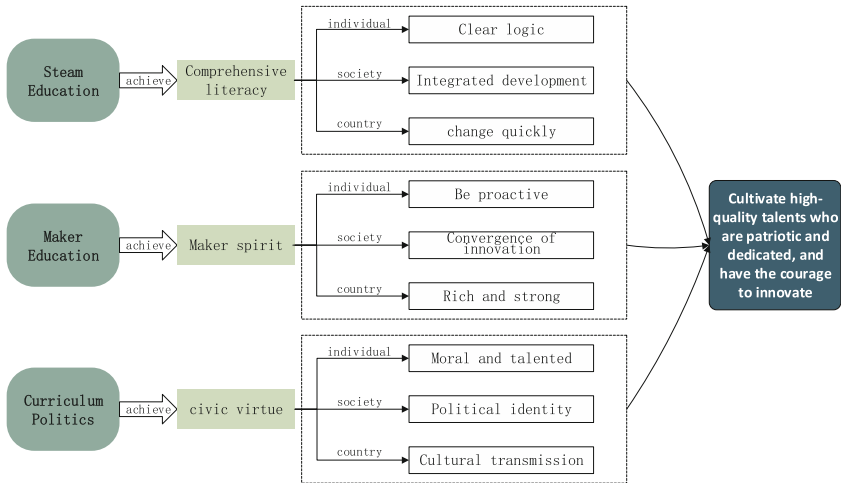 individual
Clear logic
Steam
Education
achieve
Comprehensive
literacy
society
Integrated development
country
change quickly
individual
Be proactive
Maker
Education
achieve
Maker spirit
society
Convergence of
innovation
country
Rich and strong
individual
Moral and talented
Curriculum
Politics
achieve
civic virtue
society
Political identity
country
Cultural transmission
Cultivate high-
quality talents who
are patriotic and
dedicated, and
have the courage
to innovate